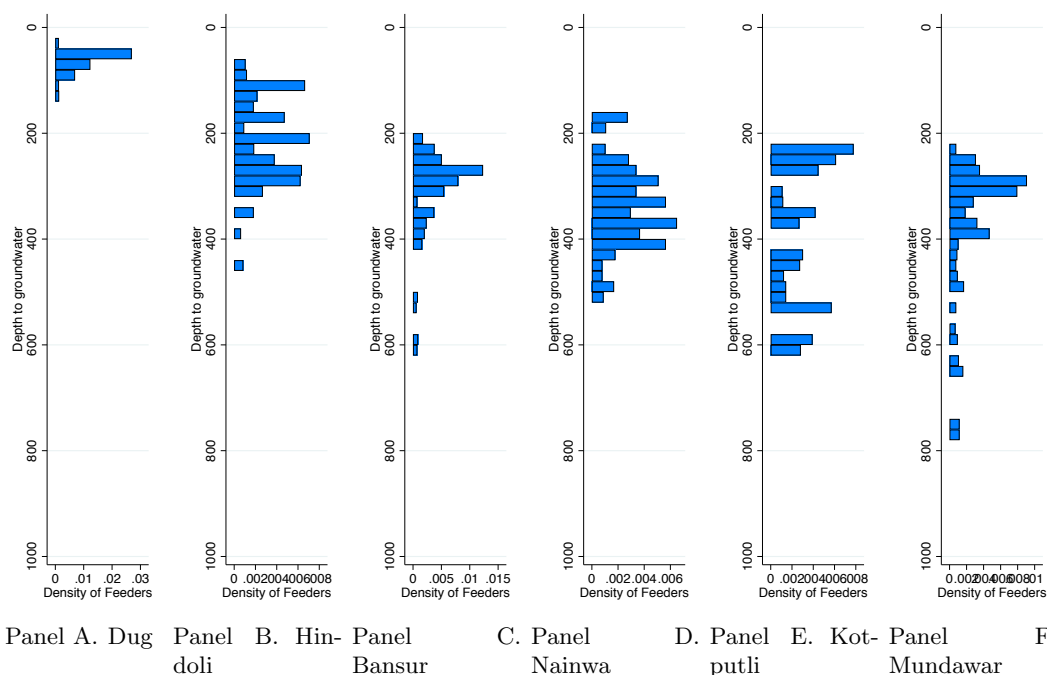 0
200
400
600
800
1000
Depth to groundwater
0 .01 .02 .03
Density of Feeders
0
200
400
600
800
1000
Depth to groundwater
0 .002.004.006.008
Density of Feeders
0
200
400
600
800
1000
Depth to groundwater
0 .005 .01 .015
Density of Feeders
0
200
400
600
800
1000
Depth to groundwater
0 .002.004.006
Density of Feeders
0
200
400
600
800
1000
Depth to groundwater
0 .002.004.006.008
Density of Feeders
0
200
400
600
800
1000
Depth to groundwater
0 .002.004.006.008.01
Density of Feeders
Panel A. Dug
Panel B. Hin-
doli
Panel C.
Bansur
Panel D.
Nainwa
Panel E. Kot-
putli
Panel F
Mundawar